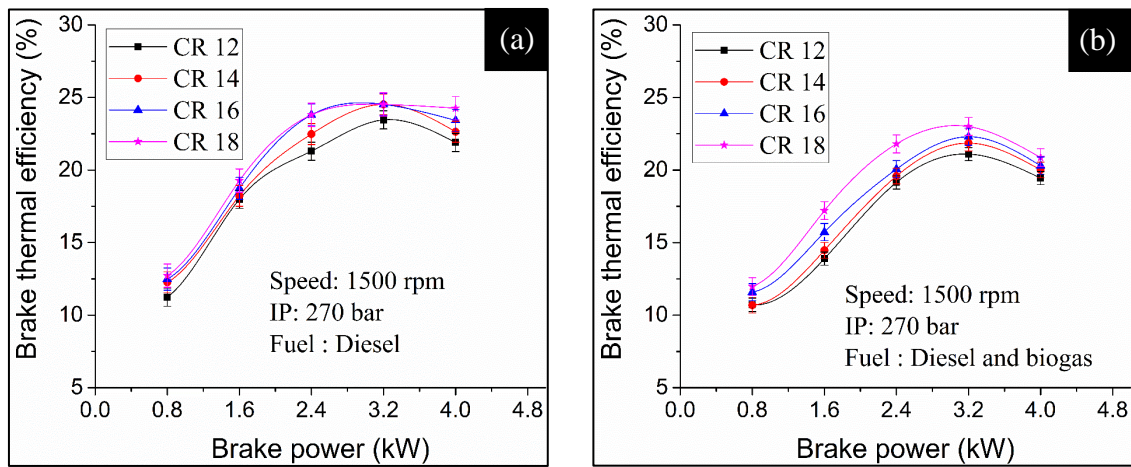 (a)
CR 12
CR 14
CR 16
CR 18
Brake thermal efficiency (%)
30
25
20
15
10
5
Speed: 1500 rpm
IP: 270 bar
Fuel : Diesel
0.0 0.8 1.6 2.4 3.2 4.0 4.8
Brake power (kW)
(b)
CR 12
CR 14
CR 16
CR 18
Brake thermal efficiency (%)
30
25
20
15
10
5
Speed: 1500 rpm
IP: 270 bar
Fuel : Diesel and biogas
0.0 0.8 1.6 2.4 3.2 4.0 4.8
Brake power (kW)